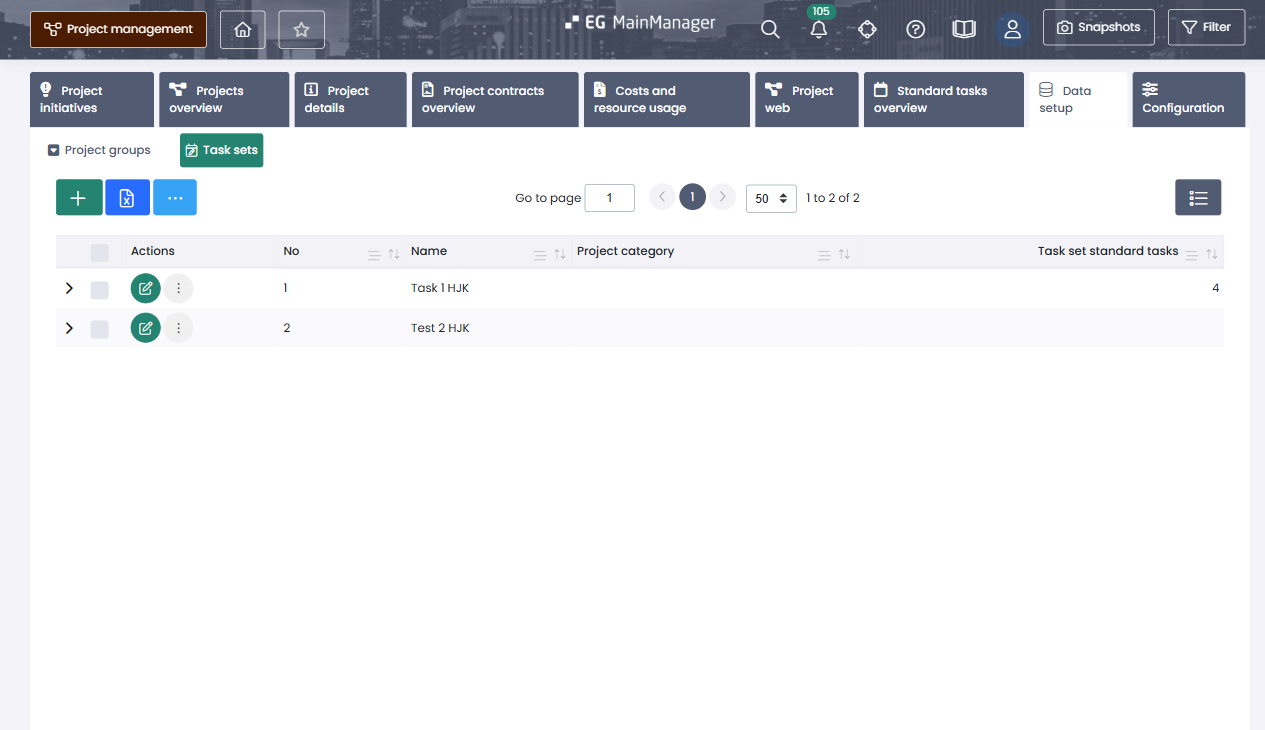 Project management
EG MainManager
105
Snapshots
Filter
Project initiatives
Projects overview
Project details
Project contracts overview
Costs and resource usage
Project web
Standard tasks overview
Data setup
Configuration
Project groups
Task sets
Go to page 1
1
50
1 to 2 of 2
Actions No Name Project category Task set standard tasks
1 Task 1 HJK 4
2 Test 2 HJK